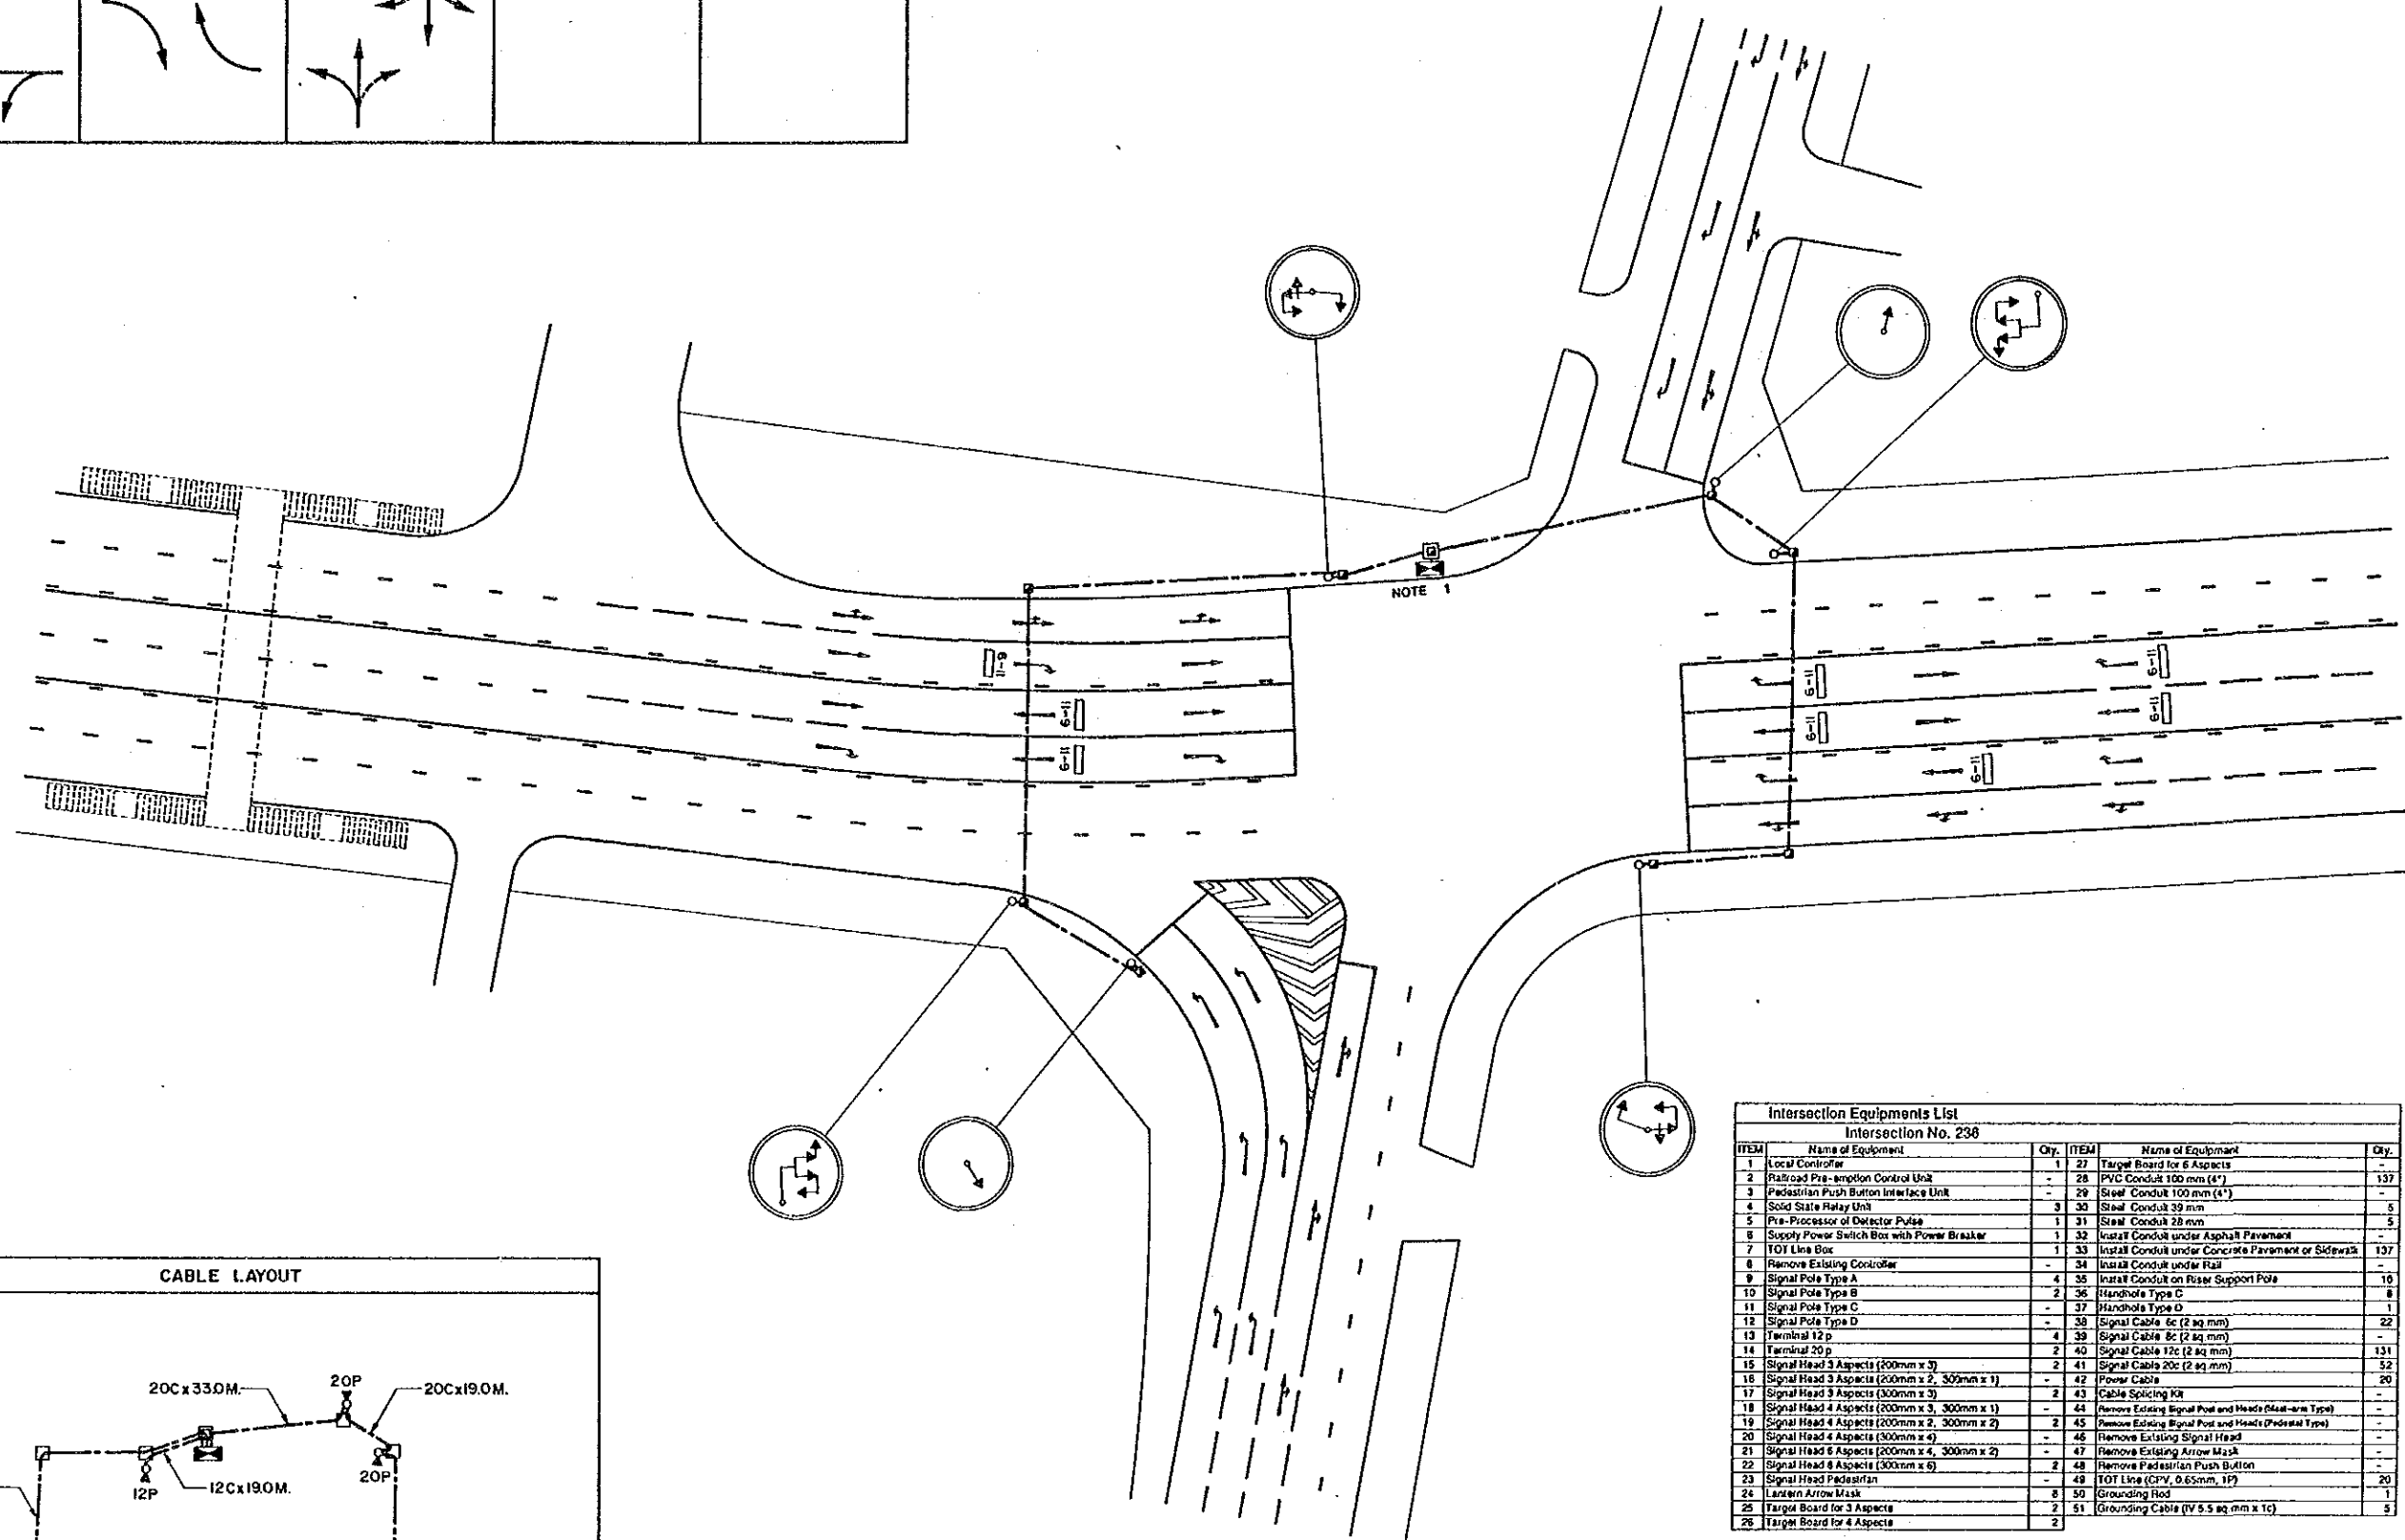 NOTE 1
6-11
6-11
6-11
6-11
6-11
6-11
6-11
6-11
CABLE LAYOUT
20C x 33.0M.
20P
20C x 19.0M.
20P
12P
12C x 19.0M.
Intersection Equipments List
Intersection No. 236
ITEM Name of Equipment Qty. ITEM Name of Equipment Qty.
1 Local Controller 1 27 Target Board for 6 Aspects -
2 Railroad Pre-emption Control Unit - 28 PVC Conduit 100 mm (4") 137
3 Pedestrian Push Button Interface Unit - 29 Steel Conduit 100 mm (4") -
4 Solid State Relay Unit 3 30 Steel Conduit 39 mm 5
5 Pre-Processor of Detector Pulse 1 31 Steel Conduit 28 mm 5
6 Supply Power Switch Box with Power Breaker 1 32 Install Conduit under Asphalt Pavement -
7 TOT Line Box 1 33 Install Conduit under Concrete Pavement or Sidewalk 137
8 Remove Existing Controller - 34 Install Conduit under Rail -
9 Signal Pole Type A 4 35 Install Conduit on Riser Support Pole 10
10 Signal Pole Type B 2 36 Handhole Type C 8
11 Signal Pole Type C - 37 Handhole Type D 1
12 Signal Pole Type D - 38 Signal Cable 6c (2 sq.mm) 22
13 Terminal 12 p 4 39 Signal Cable 8c (2 sq.mm) -
14 Terminal 20 p 2 40 Signal Cable 12c (2 sq.mm) 131
15 Signal Head 3 Aspects (200mm x 3) 2 41 Signal Cable 20c (2 sq.mm) 52
16 Signal Head 3 Aspects (200mm x 2, 300mm x 1) - 42 Power Cable 20
17 Signal Head 3 Aspects (300mm x 3) 2 43 Cable Splicing Kit -
18 Signal Head 4 Aspects (200mm x 3, 300mm x 1) - 44 Remove Existing Signal Post and Heads (Mast-arm Type) -
19 Signal Head 4 Aspects (200mm x 2, 300mm x 2) 2 45 Remove Existing Signal Post and Heads (Pedestal Type) -
20 Signal Head 4 Aspects (300mm x 4) - 46 Remove Existing Signal Head -
21 Signal Head 6 Aspects (200mm x 4, 300mm x 2) - 47 Remove Existing Arrow Mask -
22 Signal Head 6 Aspects (300mm x 6) 2 48 Remove Pedestrian Push Button -
23 Signal Head Pedestrian - 49 TOT Line (CPV, 0.65mm, 1P) 20
24 Lantern Arrow Mask 8 50 Grounding Rod 1
25 Target Board for 3 Aspects 2 51 Grounding Cable (IV 5.5 sq.mm x 1c) 5
26 Target Board for 4 Aspects 2